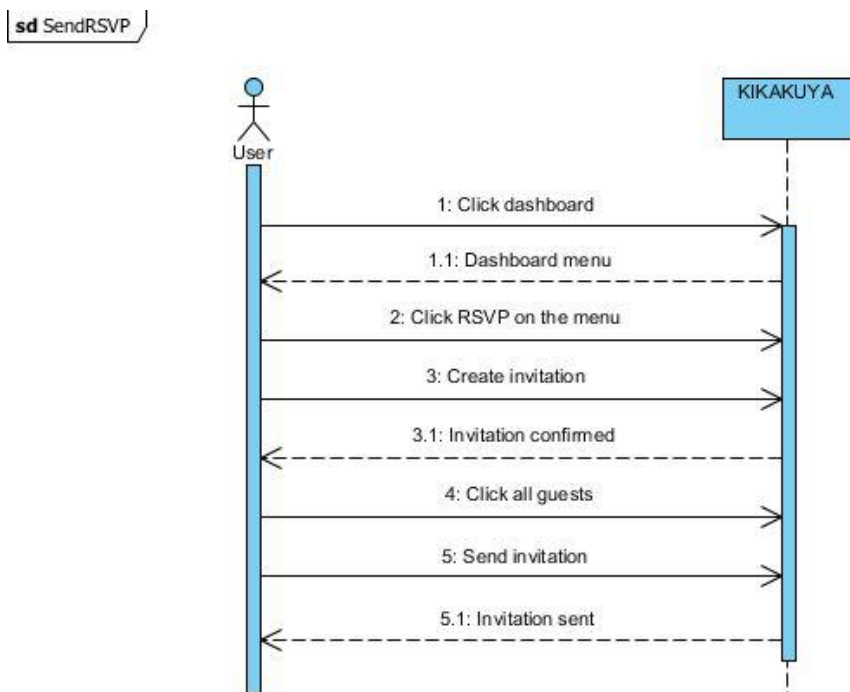 sd SendRSVP
KIKAKUYA
User
1: Click dashboard
1.1: Dashboard menu
2: Click RSVP on the menu
3: Create invitation
3.1: Invitation confirmed
4: Click all guests
5: Send invitation
5.1: Invitation sent